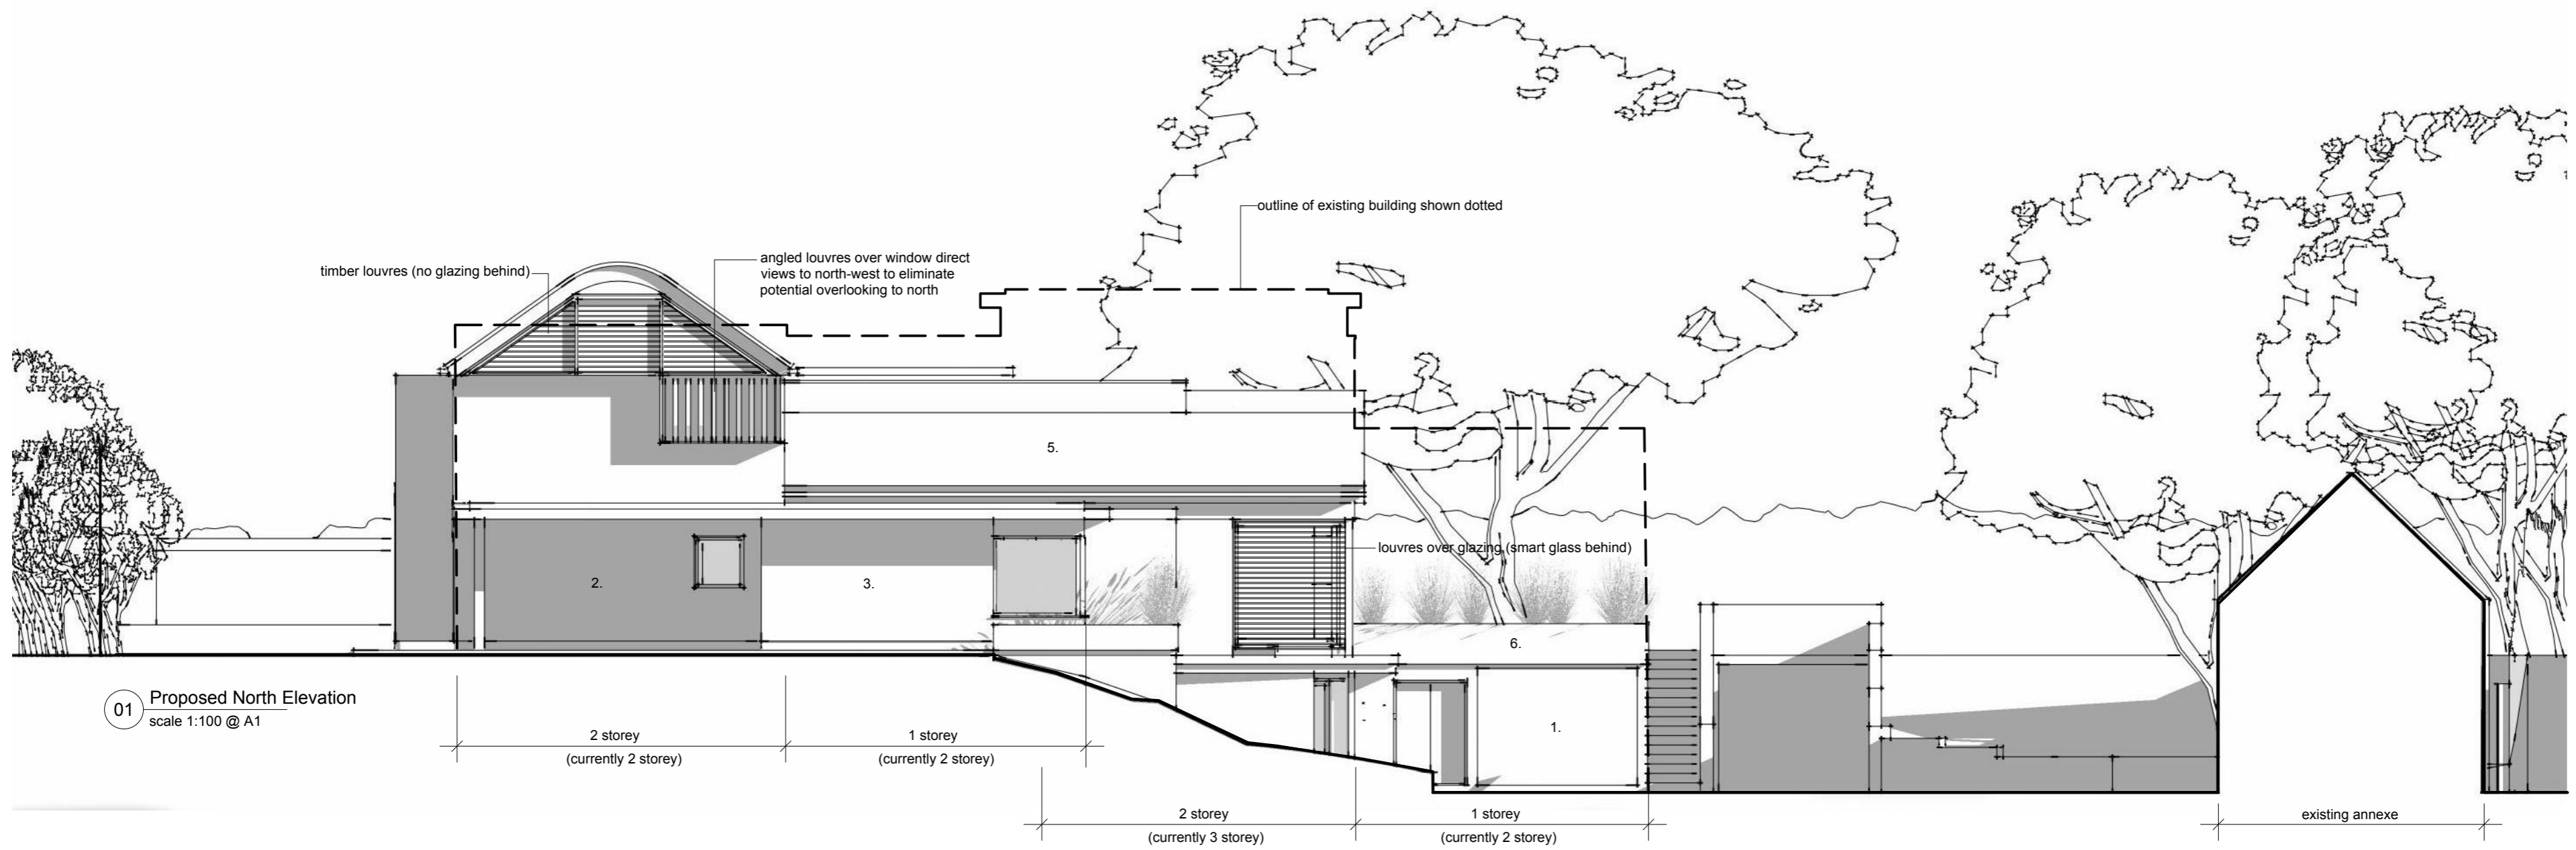 outline of existing building shown dotted
timber louvres (no glazing behind)
angled louvres over window direct
views to north-west to eliminate
potential overlooking to north
5.
louvres over glazing (smart glass behind)
2.
3.
6.
1.
01
Proposed North Elevation
scale 1:100 @ A1
2 storey
(currently 2 storey)
1 storey
(currently 2 storey)
2 storey
(currently 3 storey)
1 storey
(currently 2 storey)
existing annexe